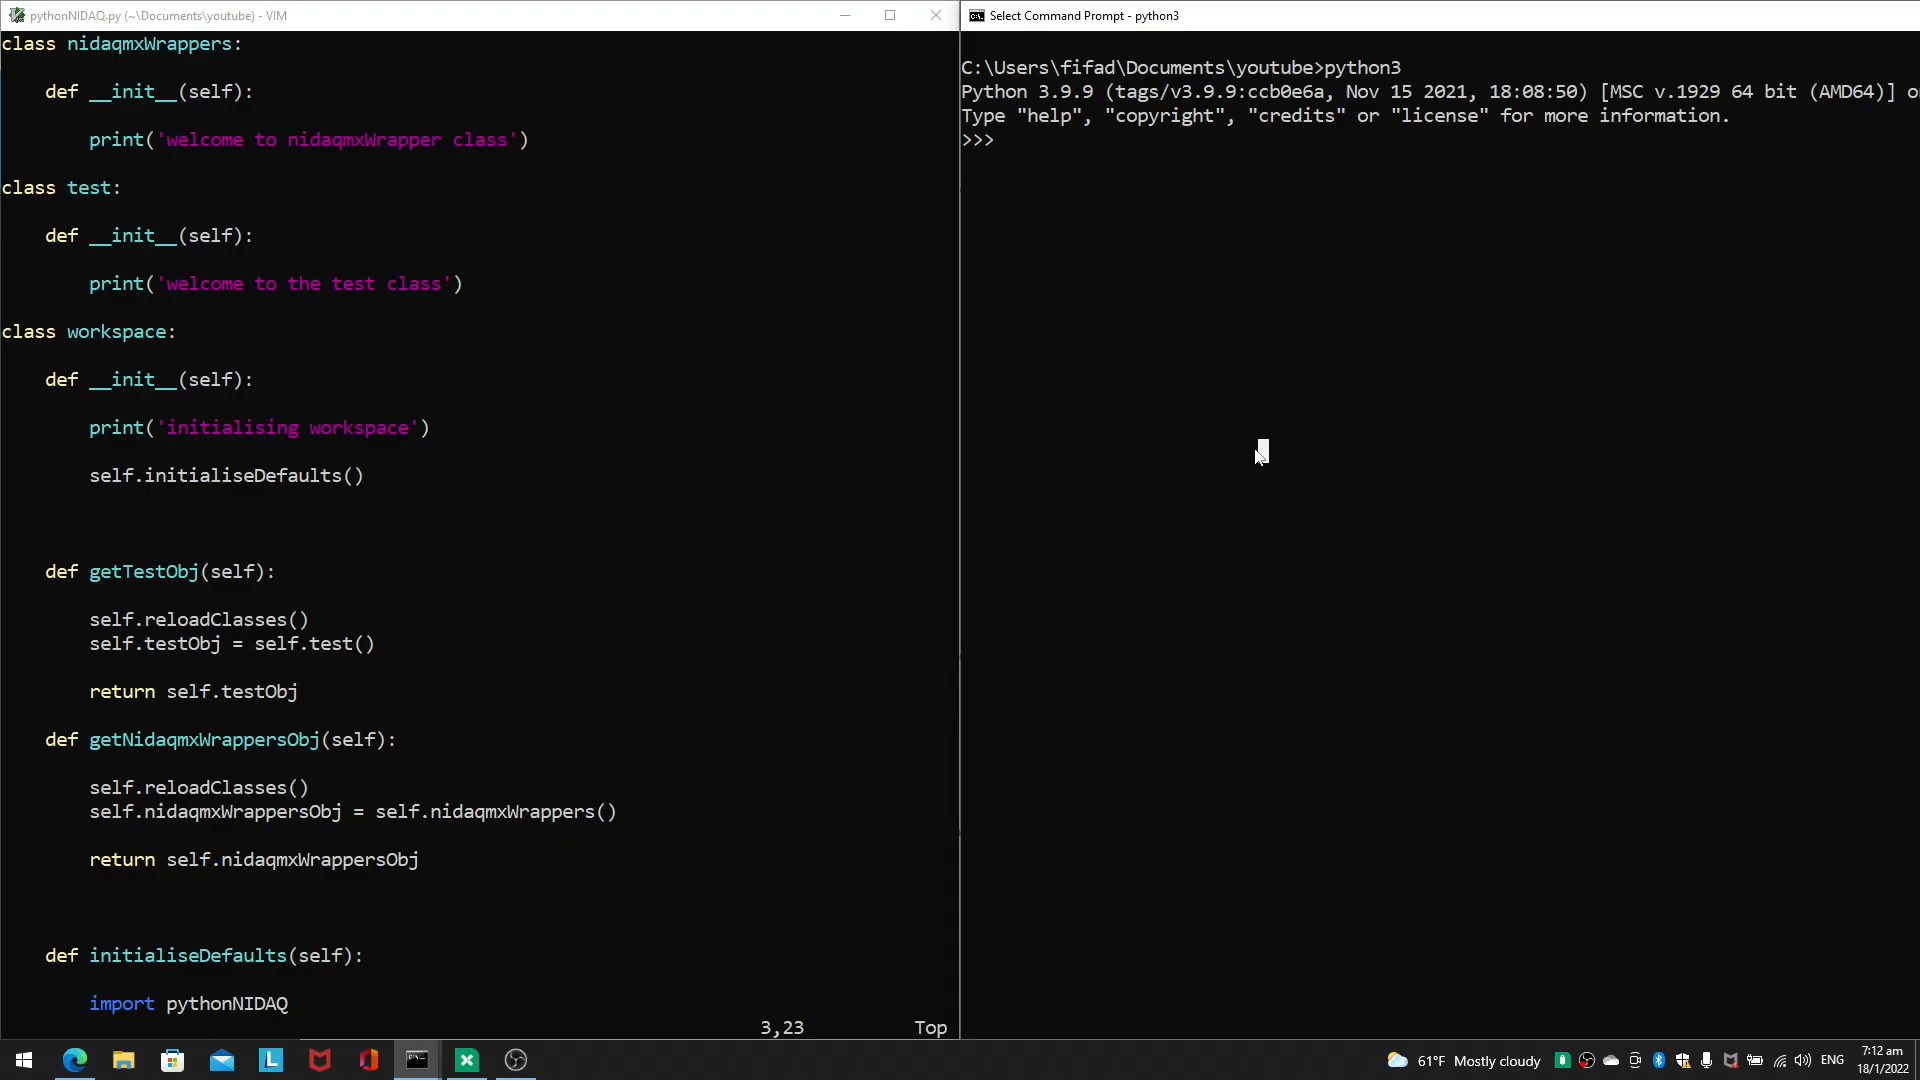 pythonNIDAQ.py (~\Documents\youtube) - VIM
class nidaqmxWrappers:
def __init__(self):
print('welcome to nidaqmxWrapper class')
class test:
def __init__(self):
print('welcome to the test class')
class workspace:
def __init__(self):
print('initialising workspace')
self.initialiseDefaults()
def getTestObj(self):
self.reloadClasses()
self.testObj = self.test()
return self.testObj
def getNidaqmxWrappersObj(self):
self.reloadClasses()
self.nidaqmxWrappersObj = self.nidaqmxWrappers()
return self.nidaqmxWrappersObj
def initialiseDefaults(self):
import pythonNIDAQ
3,23 Top
Select Command Prompt - python3
C:\Users\fifad\Documents\youtube>python3
Python 3.9.9 (tags/v3.9.9:ccb0e6a, Nov 15 2021, 18:08:50) [MSC v.1929 64 bit (AMD64)] o
Type "help", "copyright", "credits" or "license" for more information.
>>>
L
61°F Mostly cloudy
ENG
7:12 am
18/1/2022